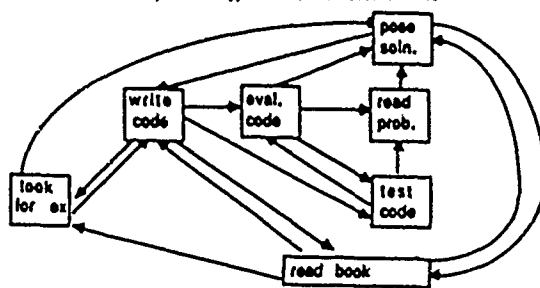 pose
soln.
write
code
eval.
code
read
prob.
look
for ex
test
code
read book